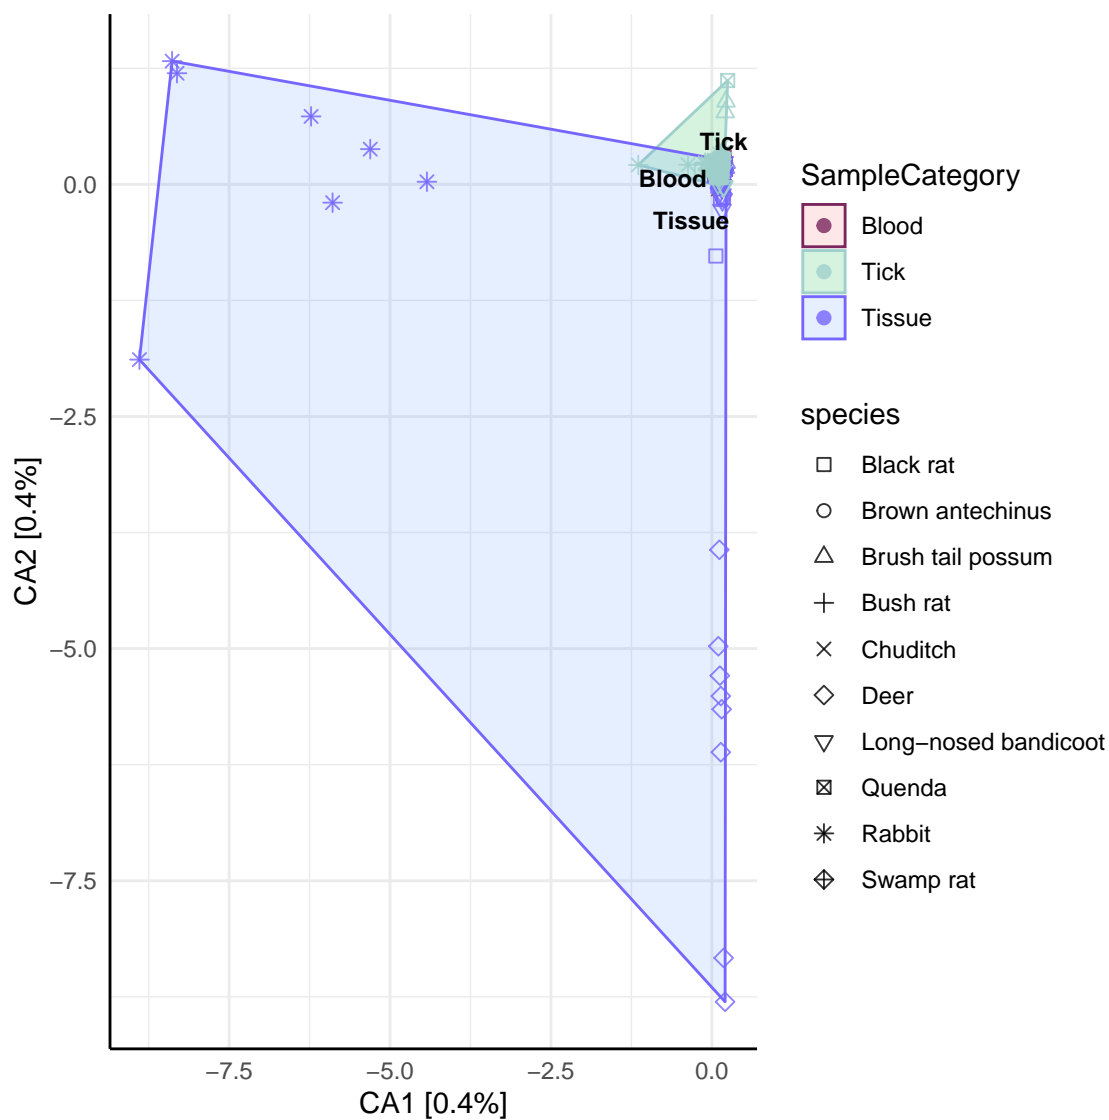 Tick
Blood
Tissue
0.0
−2.5
−5.0
−7.5
−7.5
−5.0
−2.5
0.0
CA1 [0.4%]
CA2 [0.4%]
SampleCategory
Blood
Tick
Tissue
species
Black rat
Brown antechinus
Brush tail possum
Bush rat
Chuditch
Deer
Long−nosed bandicoot
Quenda
Rabbit
Swamp rat